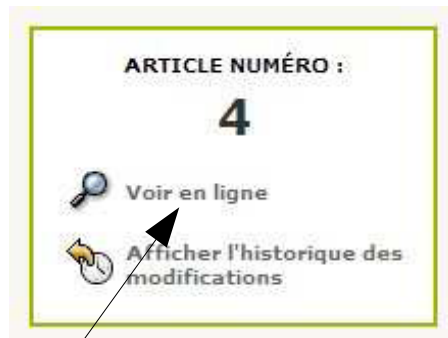 ARTICLE NUMÉRO :
4
Voir en ligne
Afficher l'historique des
modifications